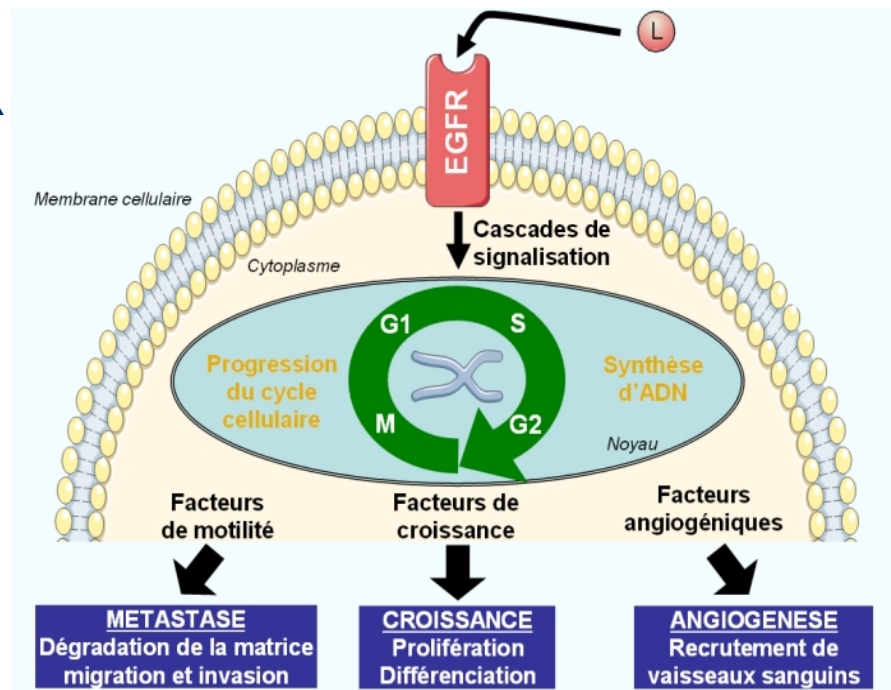 L
EGFR
Membrane cellulaire
Cascades de
signalisation
Cytoplasme
G1
S
Progression
du cycle
cellulaire
Synthèse
d'ADN
M
G2
Noyau
Facteurs
de motilité
Facteurs de
croissance
Facteurs
angiogéniques
METASTASE
Dégradation de la matrice
migration et invasion
CROISSANCE
Prolifération
Différenciation
ANGIOGENESE
Recrutement de
vaisseaux sanguins